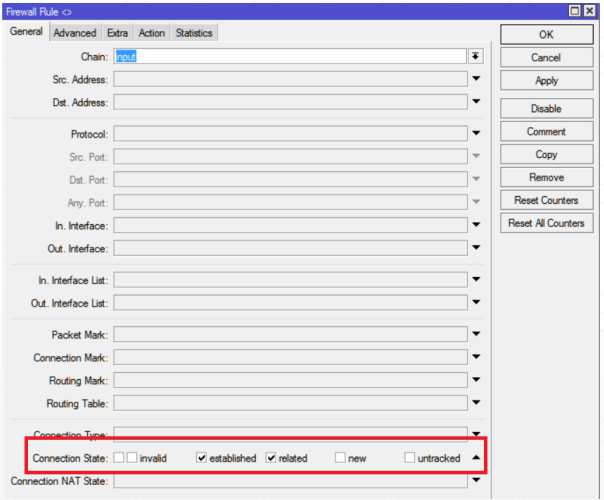 Firewall Rule <>
General Advanced Extra Action Statistics
OK
Chain: input
Cancel
Src. Address:
Apply
Dst. Address:
Disable
Protocol:
Comment
Src. Port:
Copy
Dst. Port:
Remove
Any. Port:
Reset Counters
In. Interface:
Reset All Counters
Out. Interface:
In. Interface List:
Out. Interface List:
Packet Mark:
Connection Mark:
Routing Mark:
Routing Table:
Connection Type:
Connection State: invalid established related new untracked
Connection NAT State: